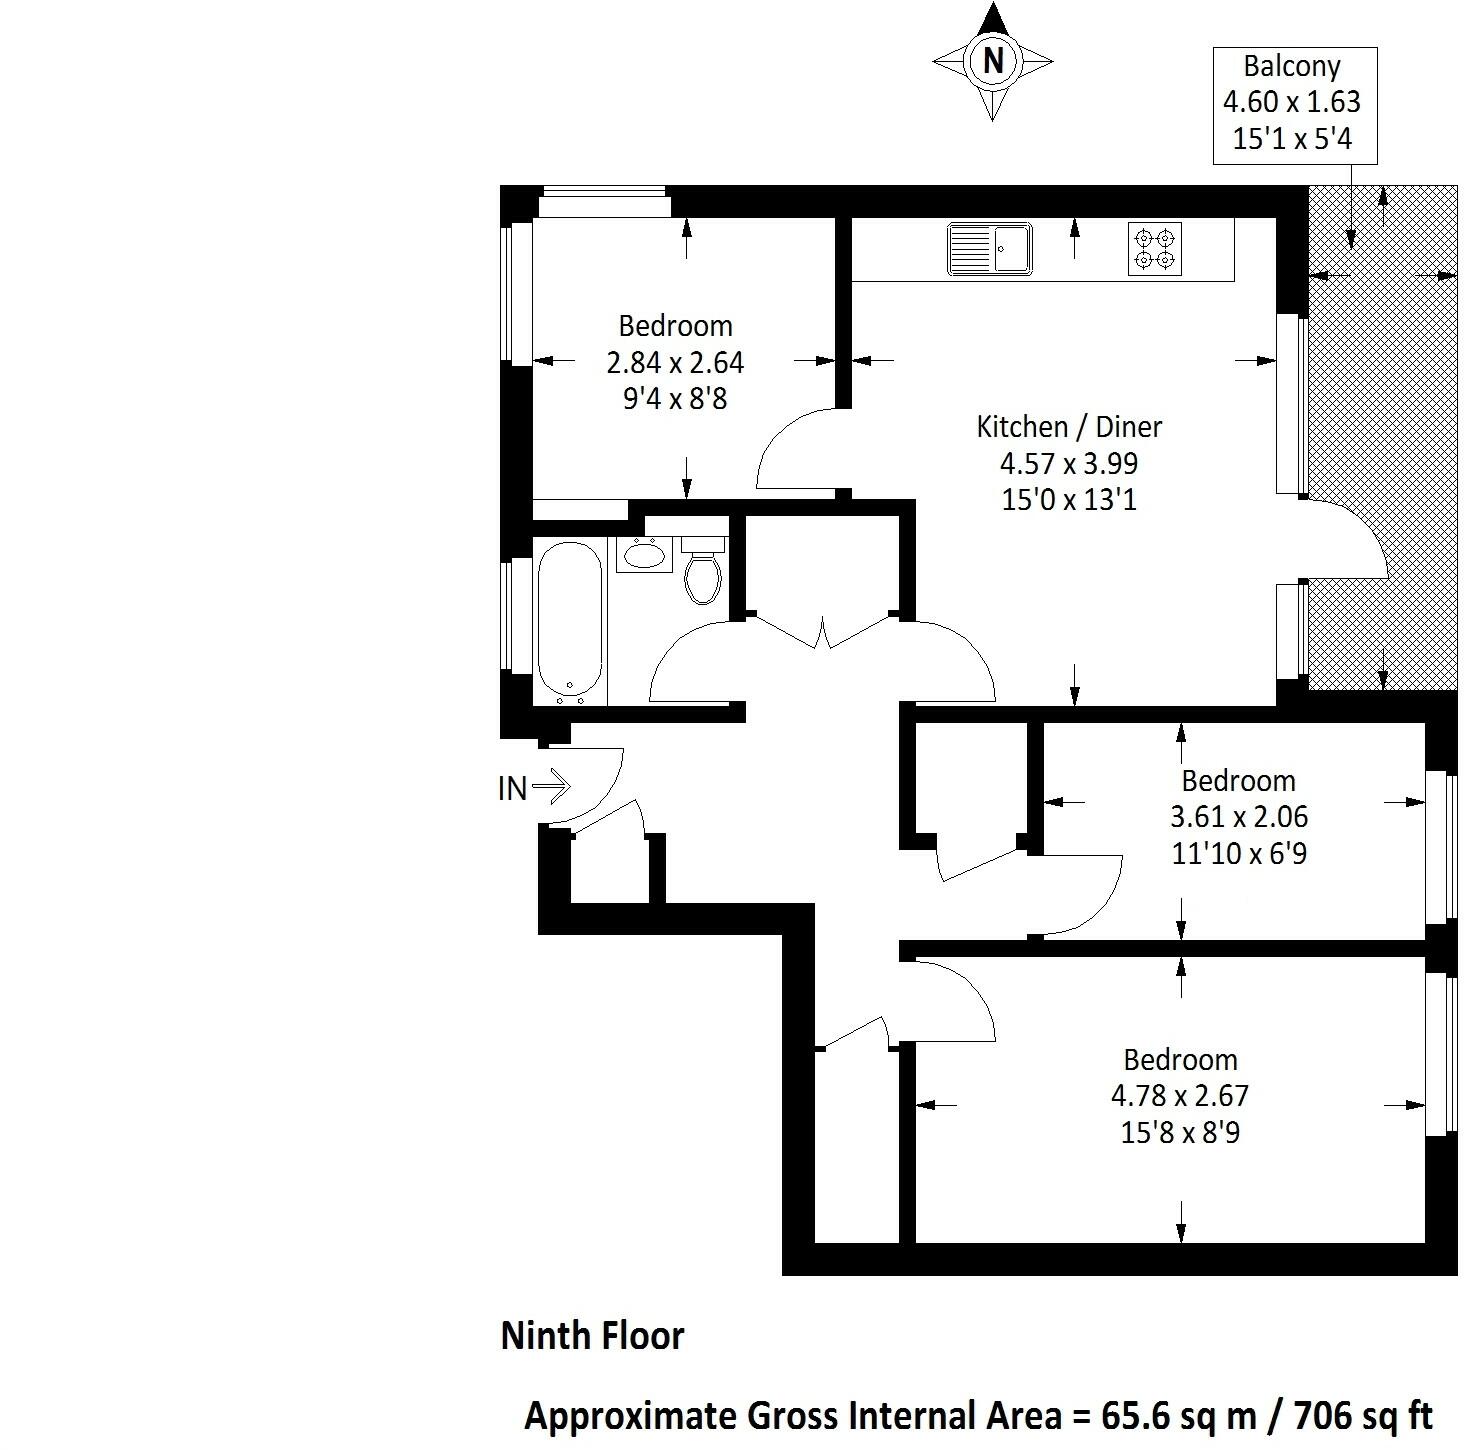 N
Balcony
4.60 x 1.63
15'1 x 5'4
Bedroom
2.84 x 2.64
9'4 x 8'8
Kitchen / Diner
4.57 x 3.99
15'0 x 13'1
IN
Bedroom
3.61 x 2.06
11'10 x 6'9
Bedroom
4.78 x 2.67
15'8 x 8'9
Ninth Floor
Approximate Gross Internal Area = 65.6 sq m / 706 sq ft